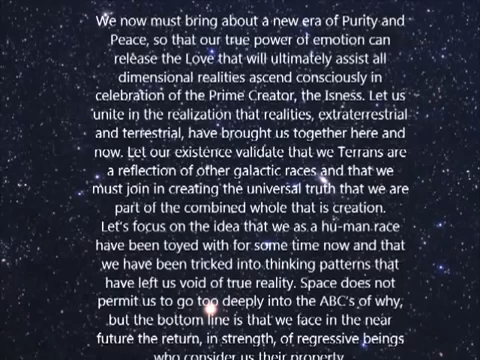 We now must bring about a new era of Purity and
Peace, so that our true power of emotion can
release the Love that will ultimately assist all
dimensional realities ascend consciously in
celebration of the Prime Creator, the Isness. Let us
unite in the realization that realities, extraterrestrial
and terrestrial, have brought us together here and
now. Let our existence validate that we Terrans are
a reflection of other galactic races and that we
must join in creating the universal truth that we are
part of the combined whole that is creation.
Let's focus on the idea that we as a hu-man race
have been toyed with for some time now and that
we have been tricked into thinking patterns that
have left us void of true reality. Space does not
permit us to go too deeply into the ABC's of why,
but the bottom line is that we face in the near
future the return, in strength, of regressive beings
who consider us their property